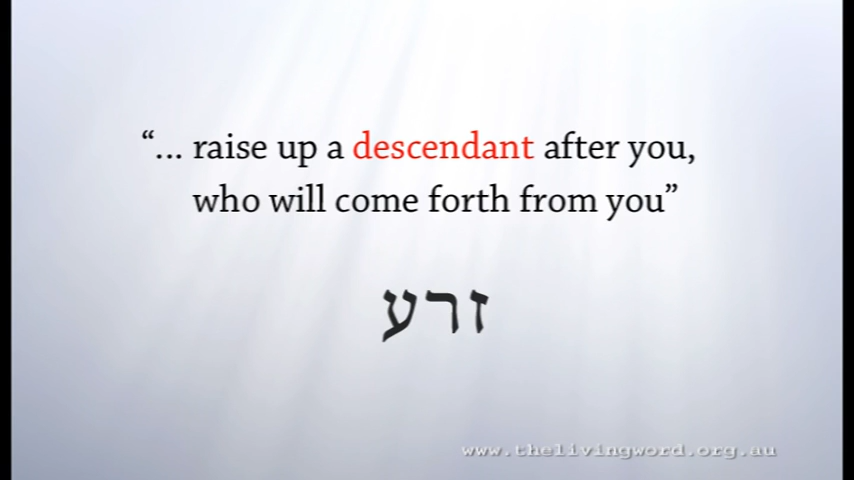 “... raise up a descendant after you,
who will come forth from you”
זרע
www.thelivingword.org.au